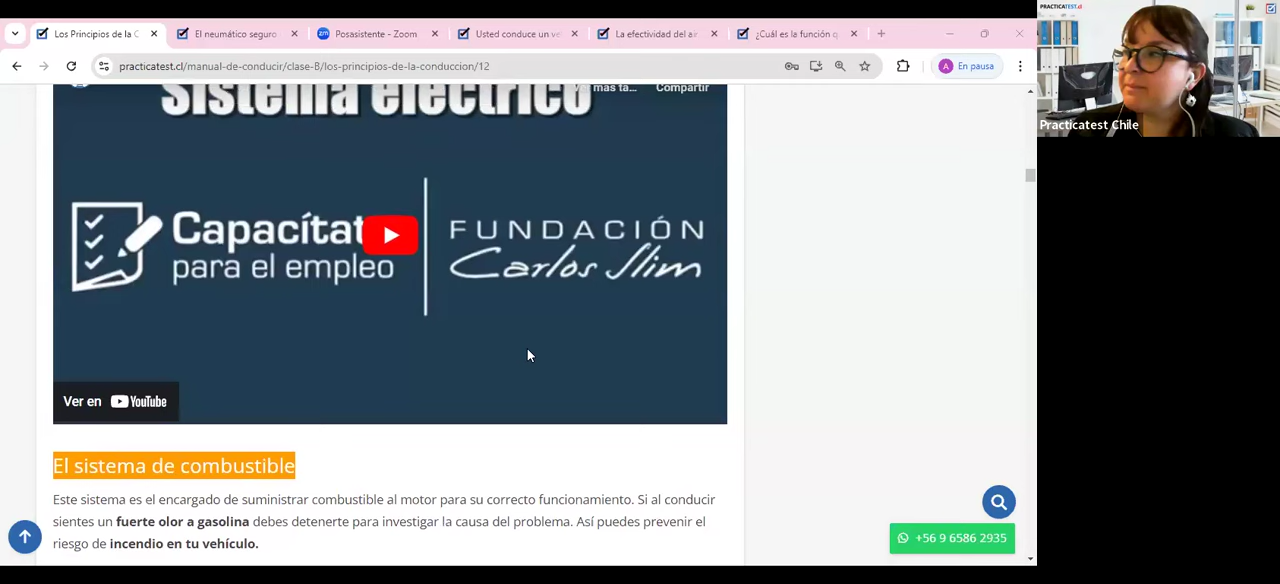 Los Principios de la C
El neumático seguro
Posasistente - Zoom
Usted conduce un ve
La efectividad del ai
¿Cuál es la función q
practicatest.cl/manual-de-conducir/clase-B/los-principios-de-la-conduccion/12
A
En pausa
PRACTICATEST.cl
Practicatest Chile
Sistema eléctrico
Ver más ta...
Compartir
Capacítat
para el empleo
FUNDACIÓN
Carlos Slim
Ver en YouTube
El sistema de combustible
Este sistema es el encargado de suministrar combustible al motor para su correcto funcionamiento. Si al conducir
sientes un fuerte olor a gasolina debes detenerte para investigar la causa del problema. Así puedes prevenir el
riesgo de incendio en tu vehículo.
+56 9 6586 2935